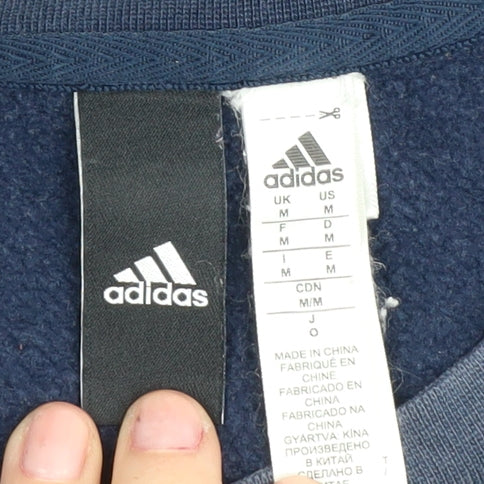 adidas
adidas
UK US
M M
F D
M M
I E
M M
CDN
M/M
J
O
MADE IN CHINA
FABRIQUÉ EN
CHINE
FABRICADO EN
CHINA
FABRICADO NA
CHINA
GYÁRTVA: KÍNA
ПРОИЗВЕДЕНО
В КИТАЙ
СДЕЛАНО В